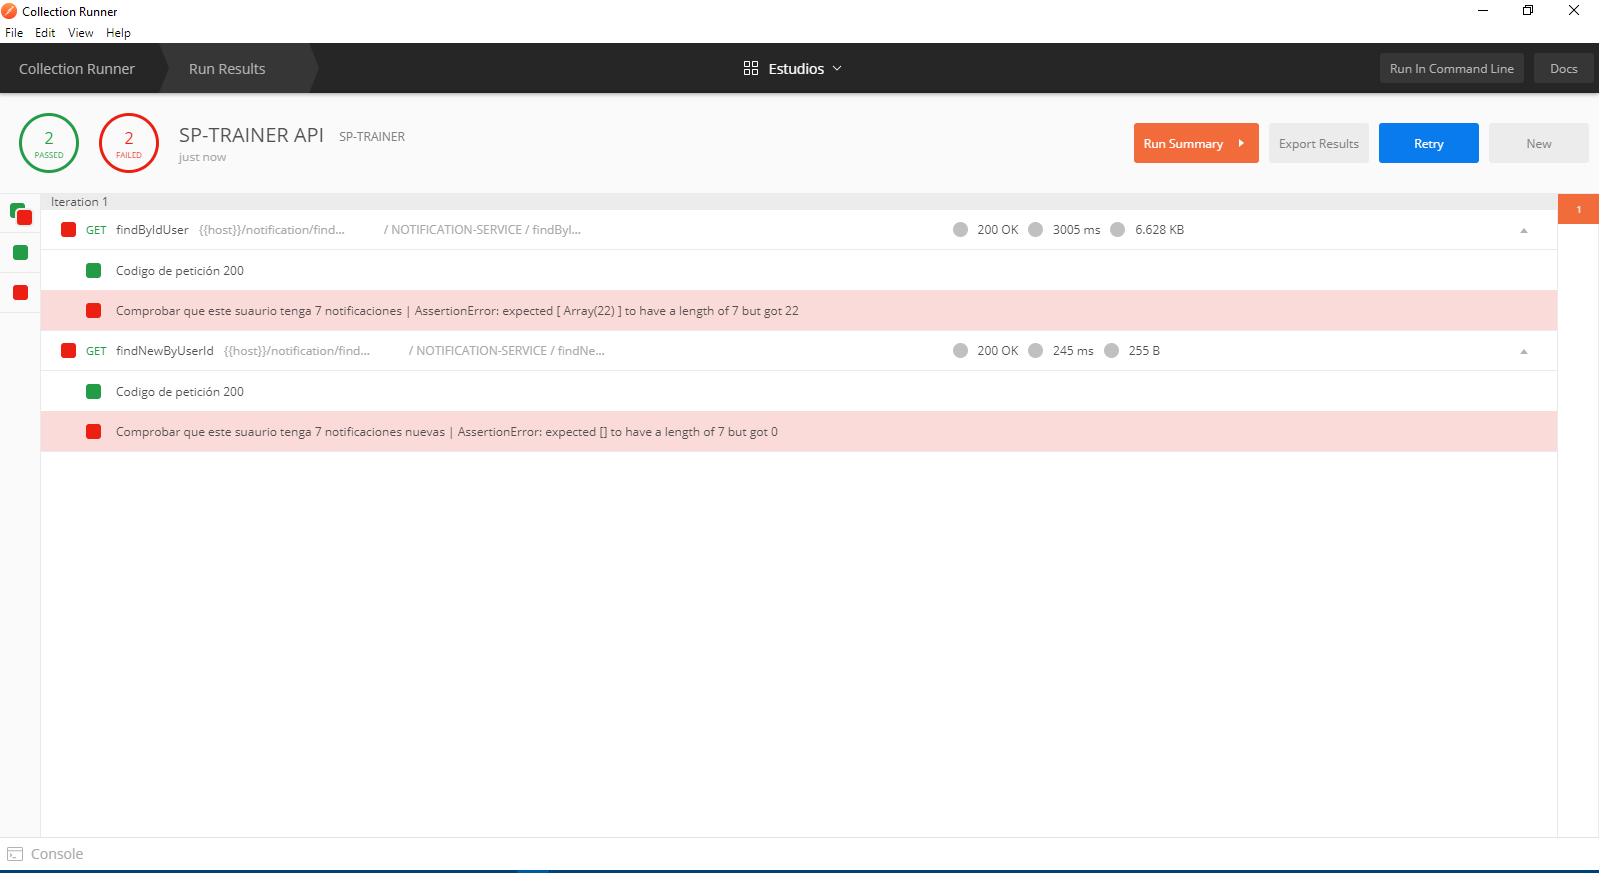 Collection Runner
File Edit View Help
Collection Runner Run Results Estudios Run In Command Line Docs
2 PASSED
2 FAILED
SP-TRAINER API SP-TRAINER
just now
Run Summary Export Results Retry New
Iteration 1
1
GET findByIdUser {{host}}/notification/find... / NOTIFICATION-SERVICE / findByI... 200 OK 3005 ms 6.628 KB
Codigo de petición 200
Comprobar que este suaurio tenga 7 notificaciones | AssertionError: expected [ Array(22) ] to have a length of 7 but got 22
GET findNewByUserId {{host}}/notification/find... / NOTIFICATION-SERVICE / findNe... 200 OK 245 ms 255 B
Codigo de petición 200
Comprobar que este suaurio tenga 7 notificaciones nuevas | AssertionError: expected [] to have a length of 7 but got 0
Console